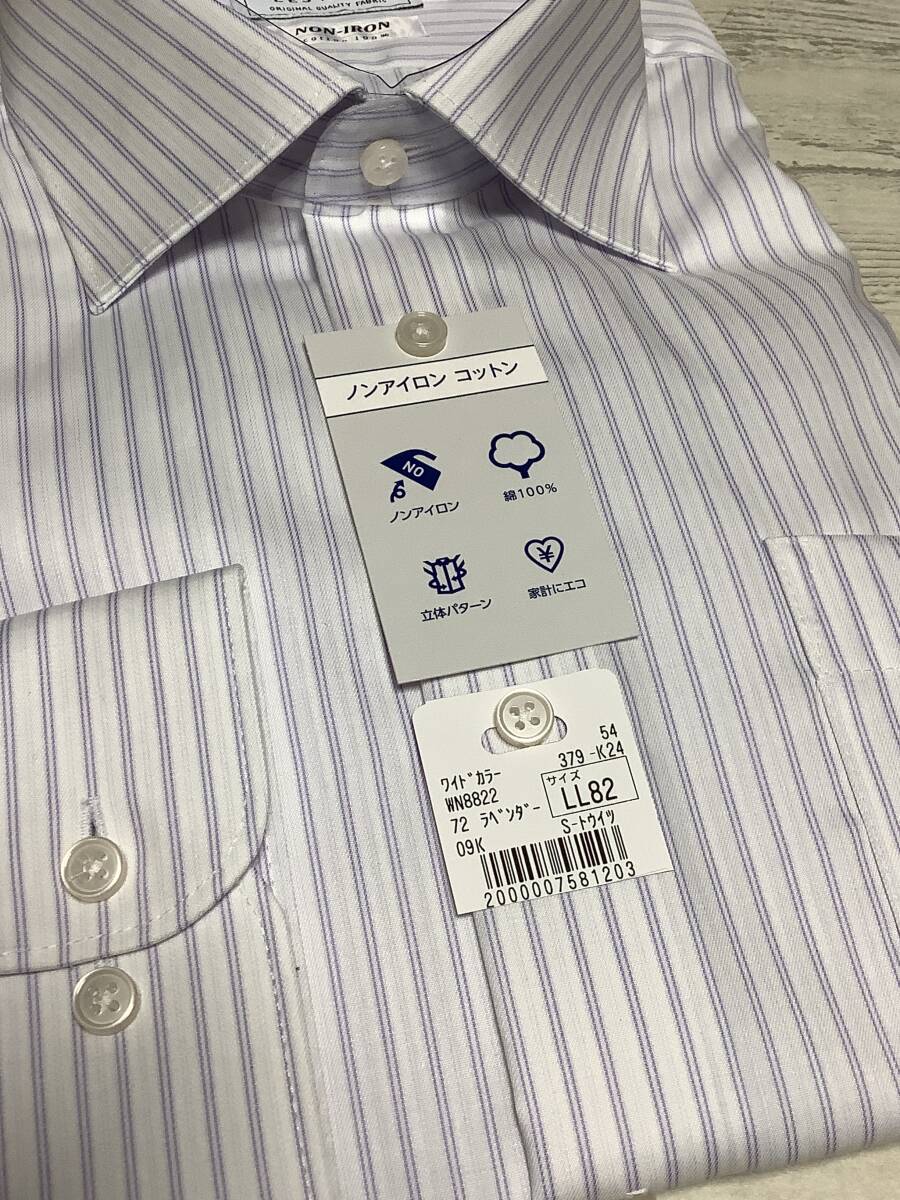 ORIGINAL QUALITY FABRIC
NON-IRON
ノンアイロン コットン
NO
ノンアイロン
綿100%
立体パターン
¥
家計にエコ
54
379 -K24
ワイドカラー
WN8822
サイズ
LL82
72 ラベンダー
S-トウイツ
09K
2000007581203